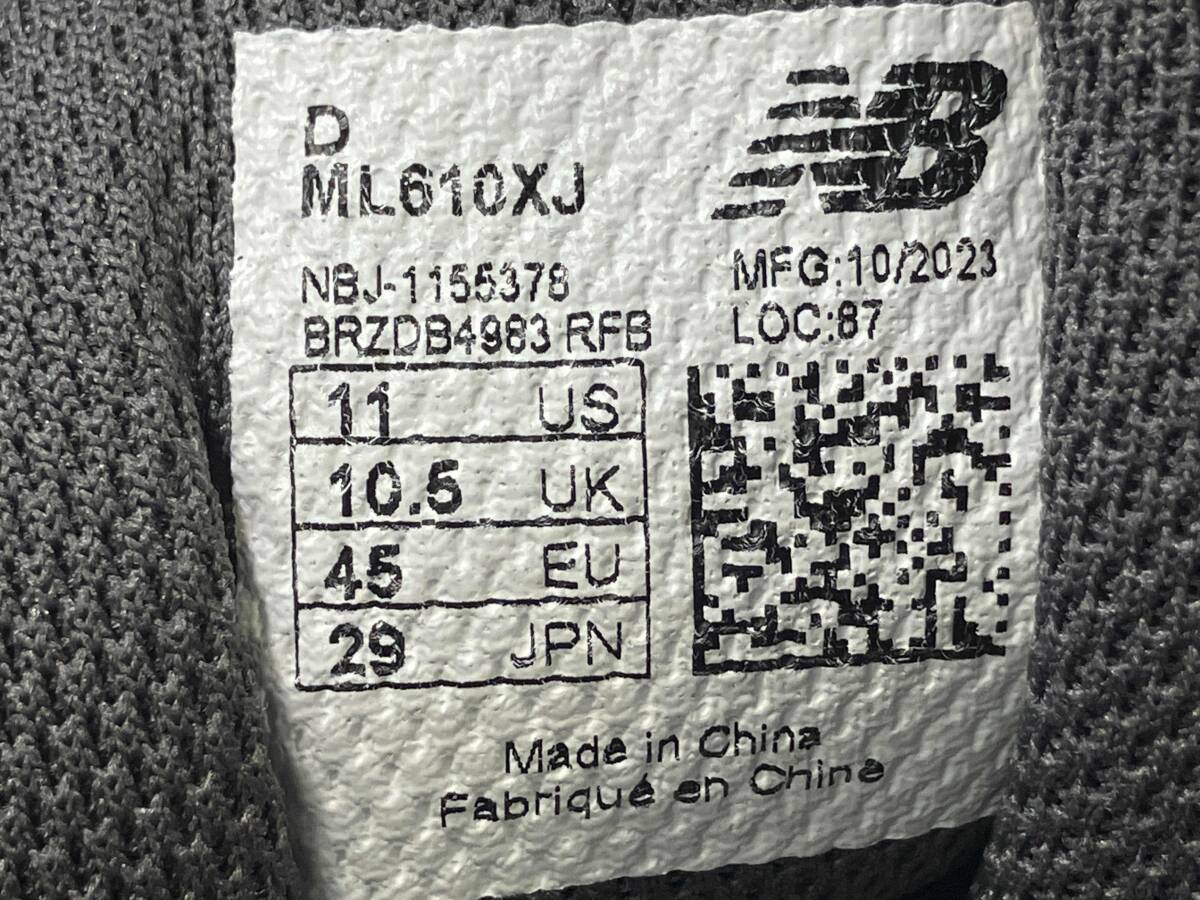 D
ML610XJ
NB
NBJ-1155378
BRZDB4983 RFB
MFG:10/2023
LOC:87
11 US
10.5 UK
45 EU
29 JPN
Made in China
Fabriqué en Chine